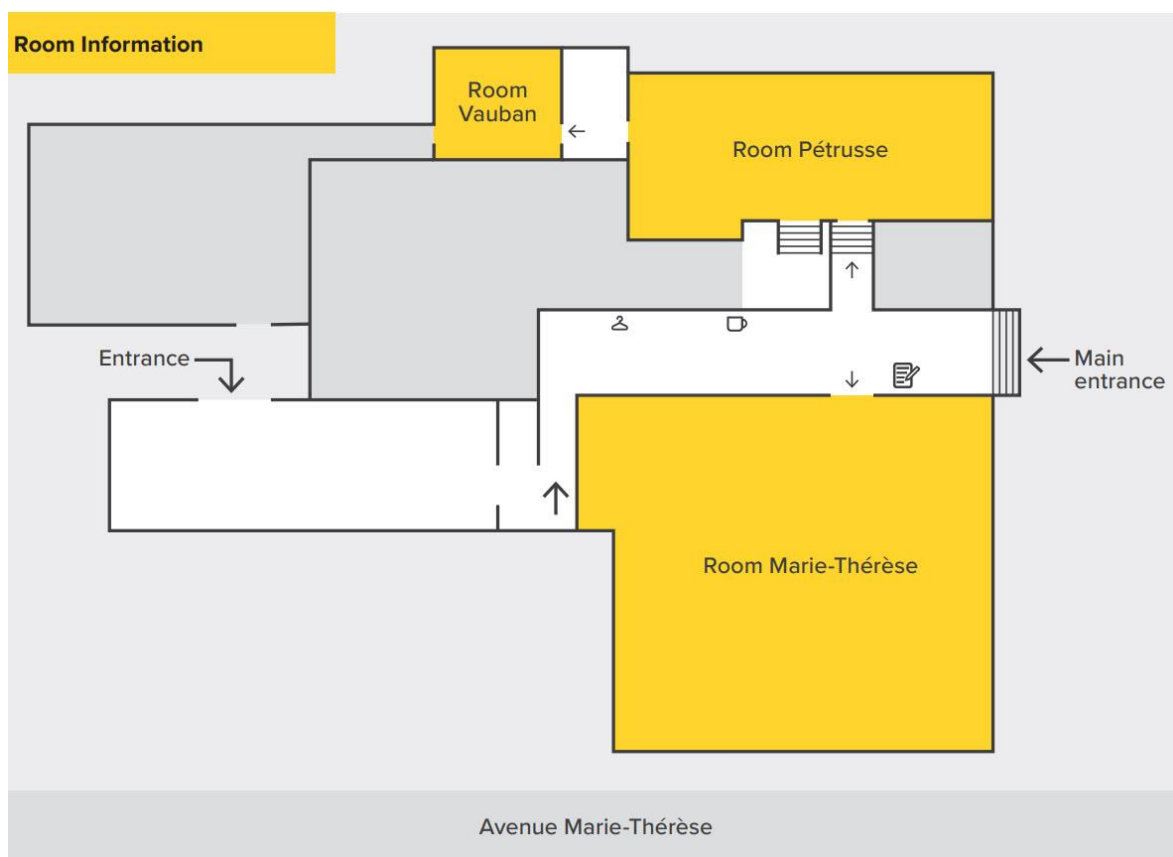 Room Information
Room
Vauban
Room Pétrusse
Entrance
Main
entrance
Room Marie-Thérèse
Avenue Marie-Thérèse